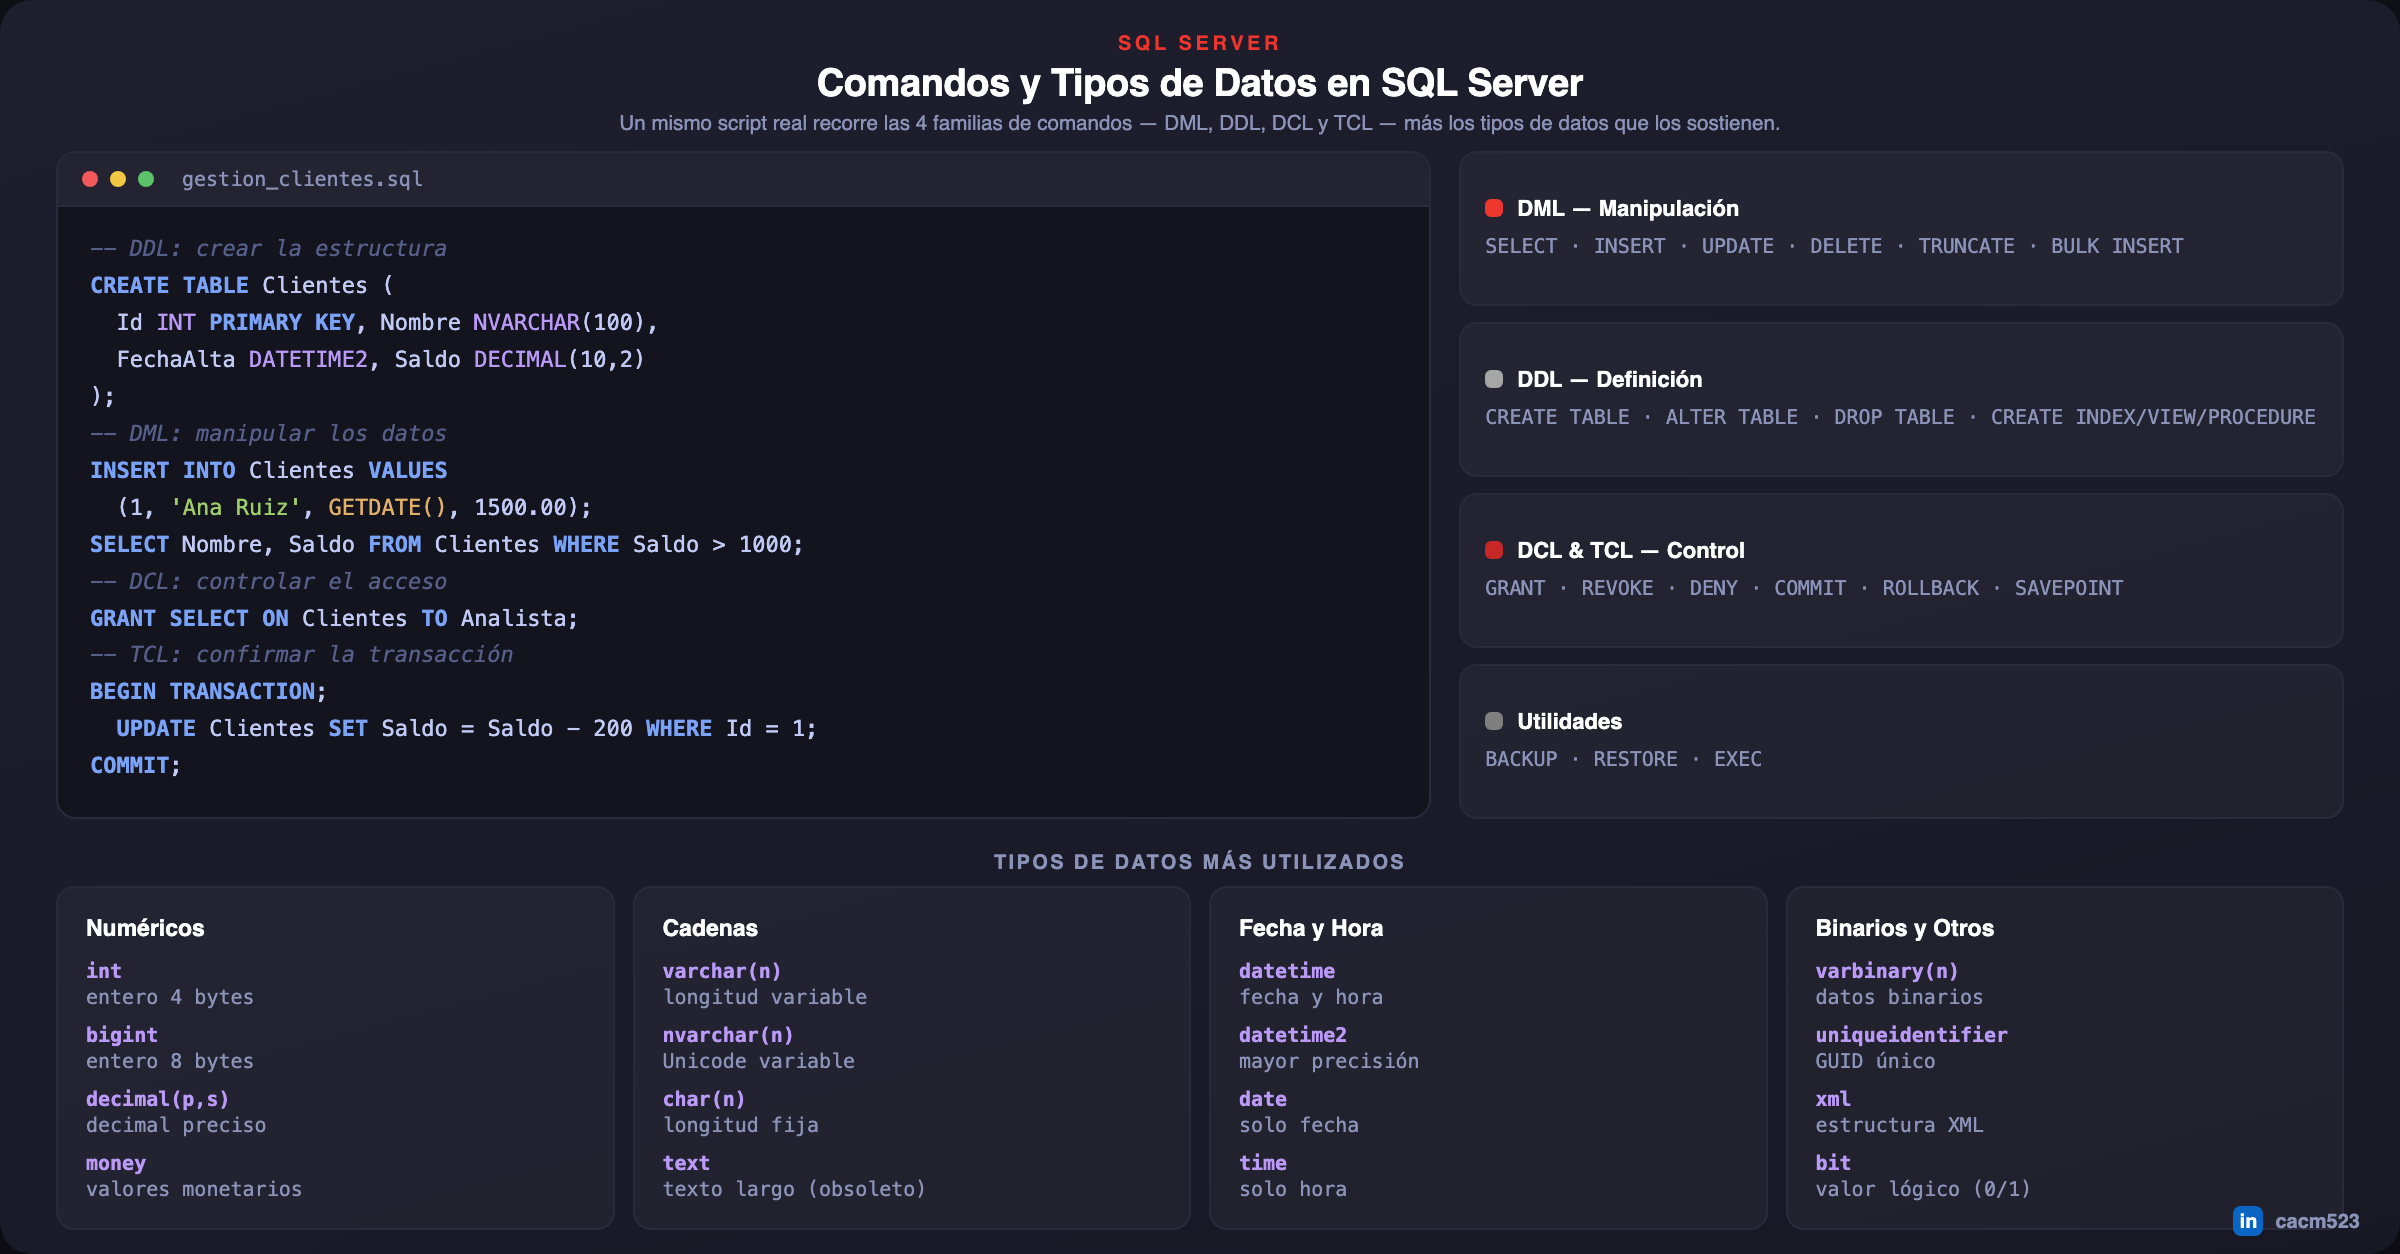 SQL SERVER
Comandos y Tipos de Datos en SQL Server
Un mismo script real recorre las 4 familias de comandos — DML, DDL, DCL y TCL — más los tipos de datos que los sostienen.
gestion_clientes.sql
-- DDL: crear la estructura
CREATE TABLE Clientes (
  Id INT PRIMARY KEY, Nombre NVARCHAR(100),
  FechaAlta DATETIME2, Saldo DECIMAL(10,2)
);
-- DML: manipular los datos
INSERT INTO Clientes VALUES
  (1, 'Ana Ruiz', GETDATE(), 1500.00);
SELECT Nombre, Saldo FROM Clientes WHERE Saldo > 1000;
-- DCL: controlar el acceso
GRANT SELECT ON Clientes TO Analista;
-- TCL: confirmar la transacción
BEGIN TRANSACTION;
  UPDATE Clientes SET Saldo = Saldo - 200 WHERE Id = 1;
COMMIT;
DML — Manipulación
SELECT · INSERT · UPDATE · DELETE · TRUNCATE · BULK INSERT
DDL — Definición
CREATE TABLE · ALTER TABLE · DROP TABLE · CREATE INDEX/VIEW/PROCEDURE
DCL & TCL — Control
GRANT · REVOKE · DENY · COMMIT · ROLLBACK · SAVEPOINT
Utilidades
BACKUP · RESTORE · EXEC
TIPOS DE DATOS MÁS UTILIZADOS
Numéricos
int
entero 4 bytes
bigint
entero 8 bytes
decimal(p,s)
decimal preciso
money
valores monetarios
Cadenas
varchar(n)
longitud variable
nvarchar(n)
Unicode variable
char(n)
longitud fija
text
texto largo (obsoleto)
Fecha y Hora
datetime
fecha y hora
datetime2
mayor precisión
date
solo fecha
time
solo hora
Binarios y Otros
varbinary(n)
datos binarios
uniqueidentifier
GUID único
xml
estructura XML
bit
valor lógico (0/1)
in cacm523